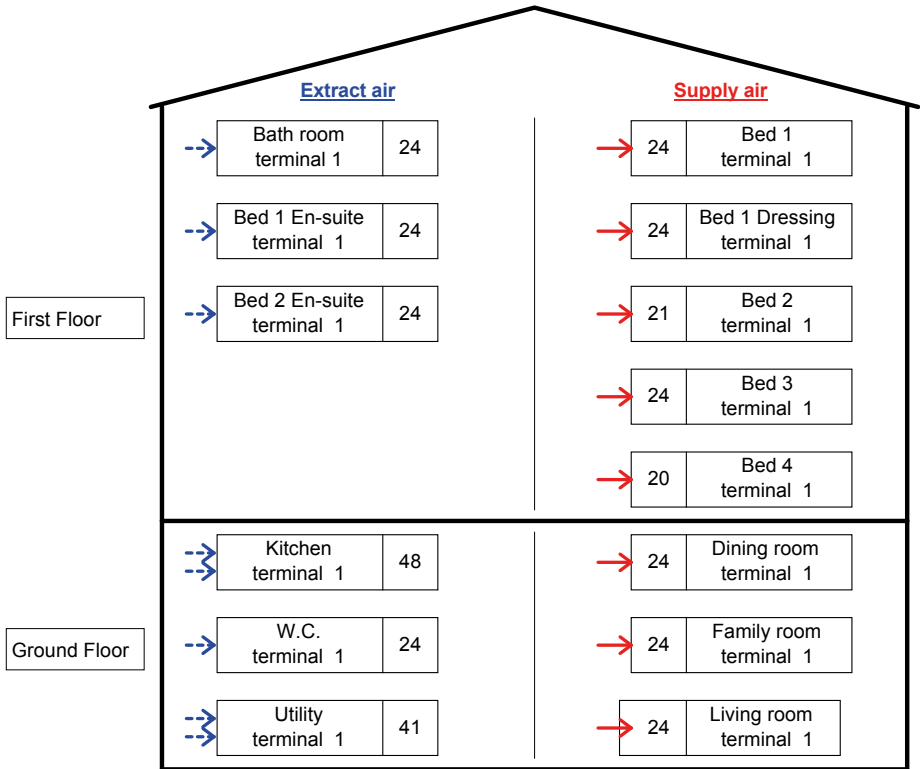 Extract air
Supply air
Bath room
terminal 1
24
24
Bed 1
terminal 1
Bed 1 En-suite
terminal 1
24
24
Bed 1 Dressing
terminal 1
First Floor
Bed 2 En-suite
terminal 1
24
21
Bed 2
terminal 1
24
Bed 3
terminal 1
20
Bed 4
terminal 1
Ground Floor
Kitchen
terminal 1
48
24
Dining room
terminal 1
W.C.
terminal 1
24
24
Family room
terminal 1
Utility
terminal 1
41
24
Living room
terminal 1